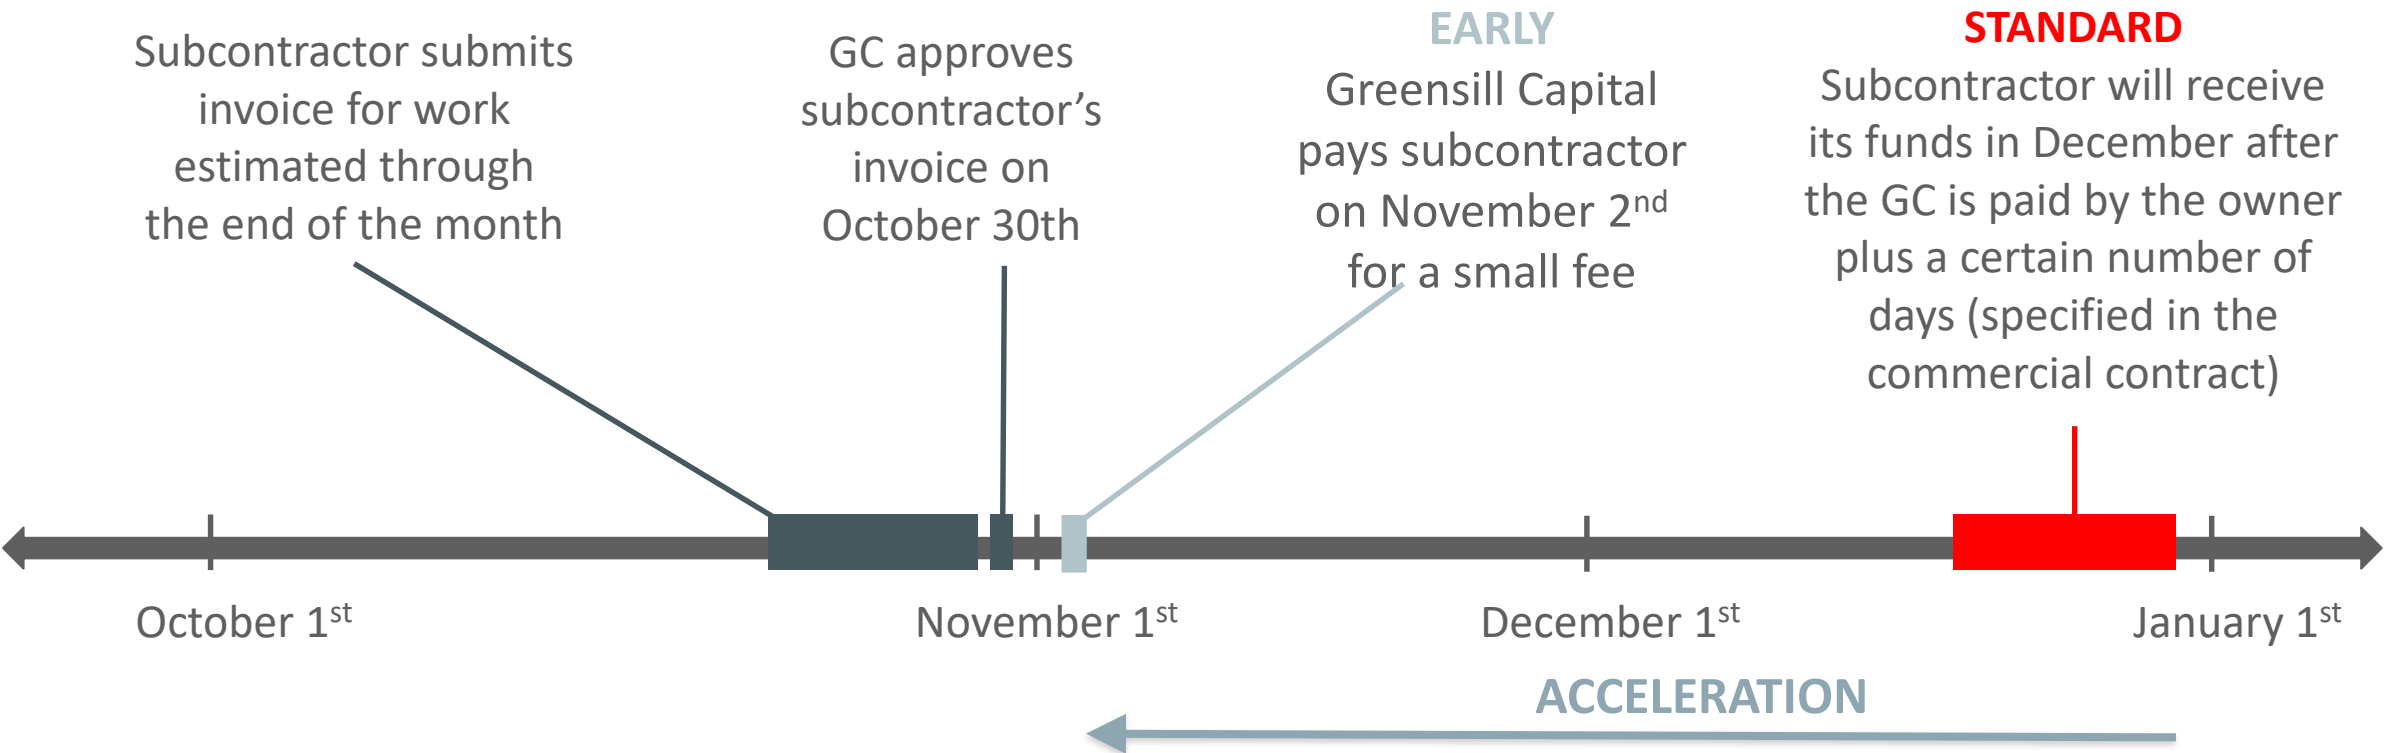 Subcontractor submits
invoice for work
estimated through
the end of the month
GC approves
subcontractor’s
invoice on
October 30th
EARLY
Greensill Capital
pays subcontractor
on November 2nd
for a small fee
STANDARD
Subcontractor will receive
its funds in December after
the GC is paid by the owner
plus a certain number of
days (specified in the
commercial contract)
October 1st
November 1st
December 1st
January 1st
ACCELERATION